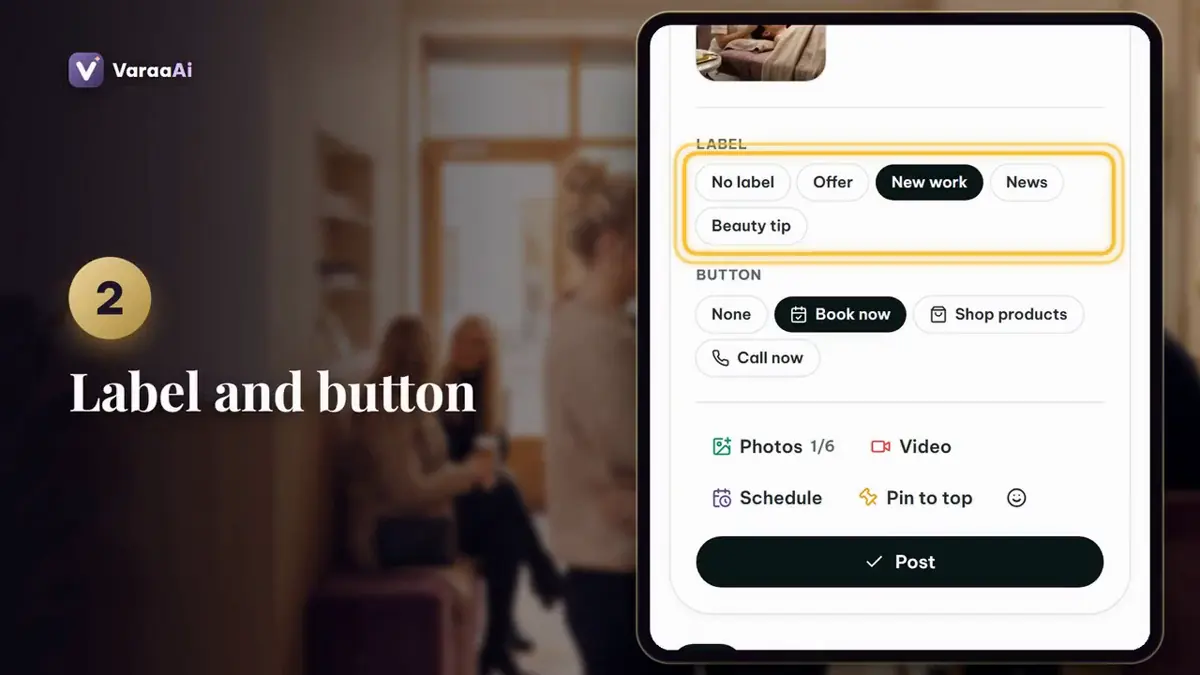 VaraaAi
2
Label and button
LABEL
No label
Offer
New work
News
Beauty tip
BUTTON
None
Book now
Shop products
Call now
Photos 1/6
Video
Schedule
Pin to top
Post